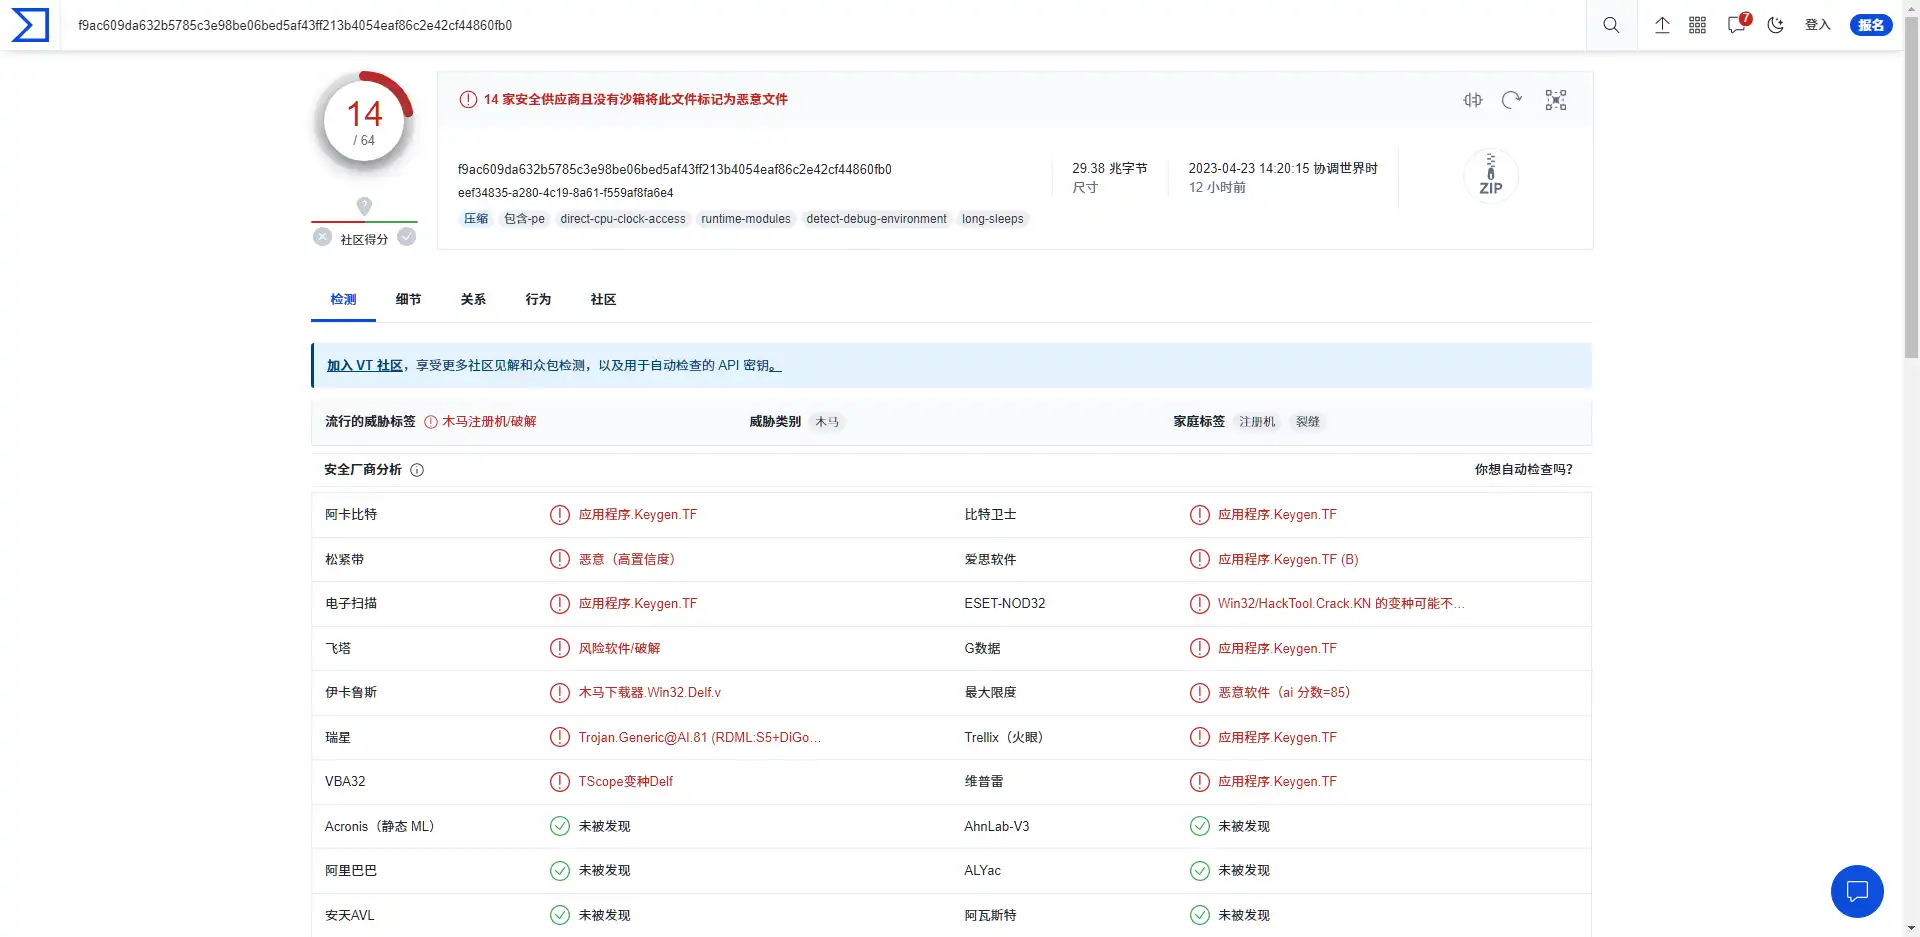 f9ac609da632b5785c3e98be06bed5af43ff213b4054eaf86c2e42cf44860fb0
7
登入
报名
14
/ 64
社区得分
14 家安全供应商且没有沙箱将此文件标记为恶意文件
f9ac609da632b5785c3e98be06bed5af43ff213b4054eaf86c2e42cf44860fb0
eef34835-a280-4c19-8a61-f559af8fa6e4
压缩 包含-pe direct-cpu-clock-access runtime-modules detect-debug-environment long-sleeps
29.38 兆字节
尺寸
2023-04-23 14:20:15 协调世界时
12 小时前
ZIP
检测 细节 关系 行为 社区
加入 VT 社区，享受更多社区见解和众包检测，以及用于自动检查的 API 密钥。
流行的威胁标签 木马注册机/破解 威胁类别 木马 家庭标签 注册机 裂缝
安全厂商分析 你想自动检查吗?
阿卡比特 应用程序.Keygen.TF 比特卫士 应用程序.Keygen.TF
松紧带 恶意（高置信度） 爱思软件 应用程序.Keygen.TF (B)
电子扫描 应用程序.Keygen.TF ESET-NOD32 Win32/HackTool.Crack.KN 的变种可能不…
飞塔 风险软件/破解 G数据 应用程序.Keygen.TF
伊卡鲁斯 木马下载器.Win32.Delf.v 最大限度 恶意软件（ai 分数=85）
瑞星 Trojan.Generic@AI.81 (RDML:S5+DiGo… Trellix（火眼） 应用程序.Keygen.TF
VBA32 TScope变种Delf 维普雷 应用程序.Keygen.TF
Acronis（静态 ML） 未被发现 AhnLab-V3 未被发现
阿里巴巴 未被发现 ALYac 未被发现
安天AVL 未被发现 阿瓦斯特 未被发现